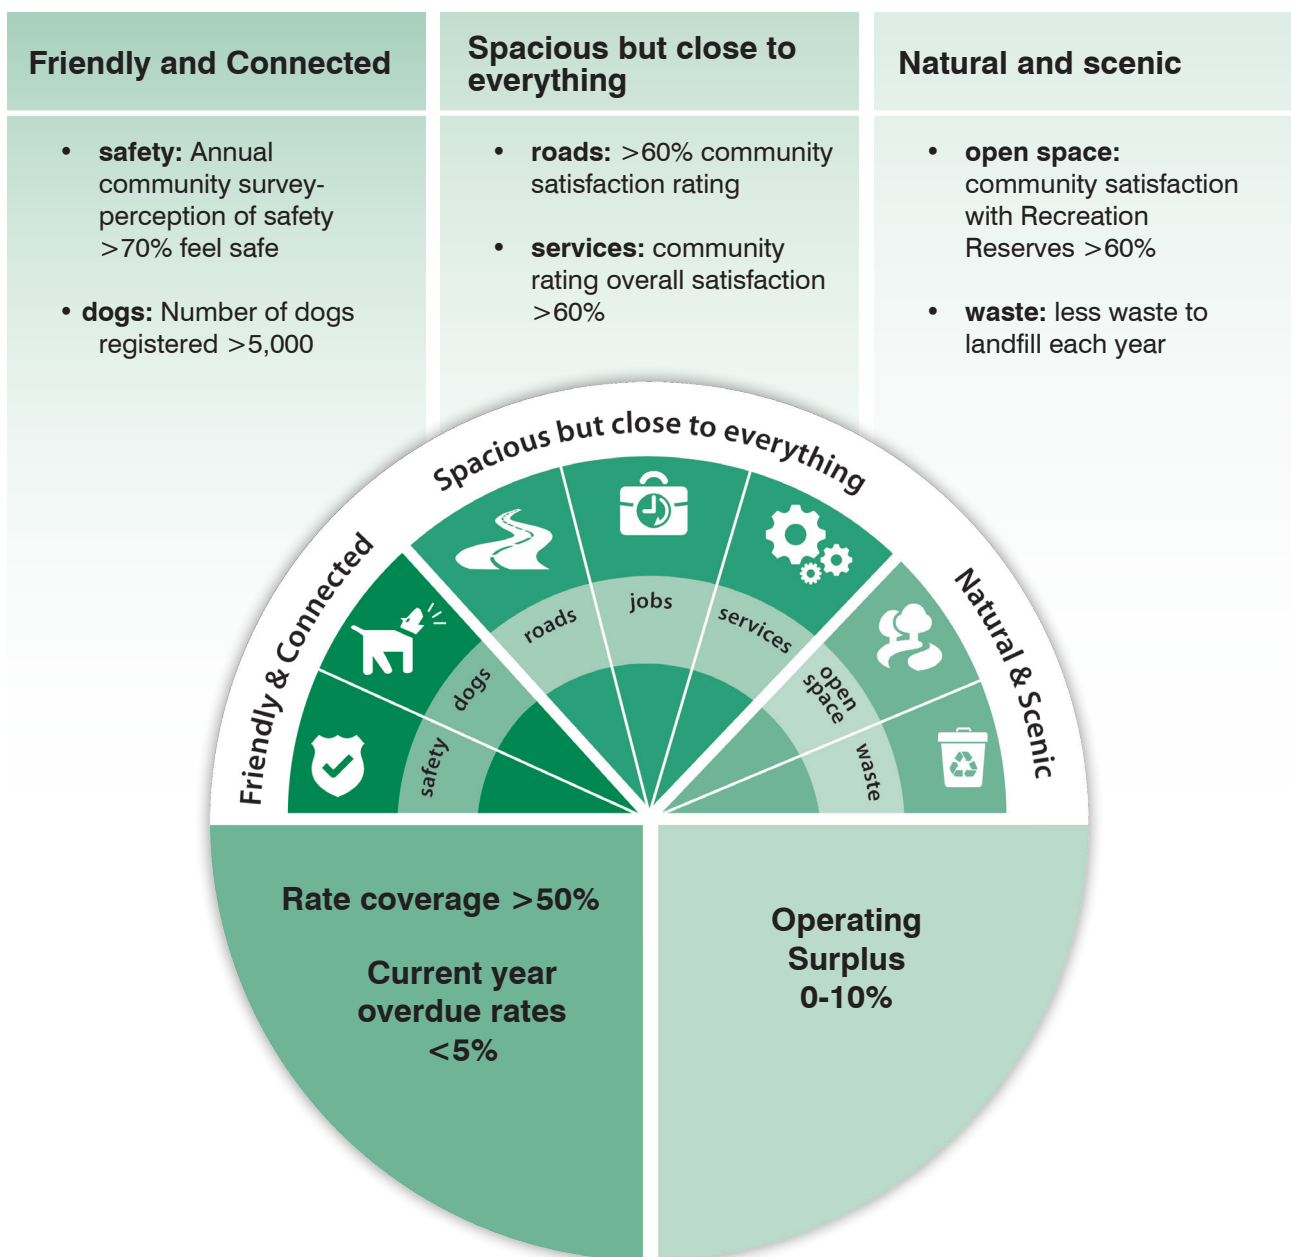 Friendly and Connected
• safety: Annual
community survey-
perception of safety
>70% feel safe
• dogs: Number of dogs
registered >5,000
Spacious but close to
everything
• roads: >60% community
satisfaction rating
• services: community
rating overall satisfaction
>60%
Natural and scenic
• open space:
community satisfaction
with Recreation
Reserves >60%
• waste: less waste to
landfill each year
Friendly & Connected
Spacious but close to everything
Natural & Scenic
safety
dogs
roads
jobs
services
open
space
waste
Rate coverage >50%
Current year
overdue rates
<5%
Operating
Surplus
0-10%